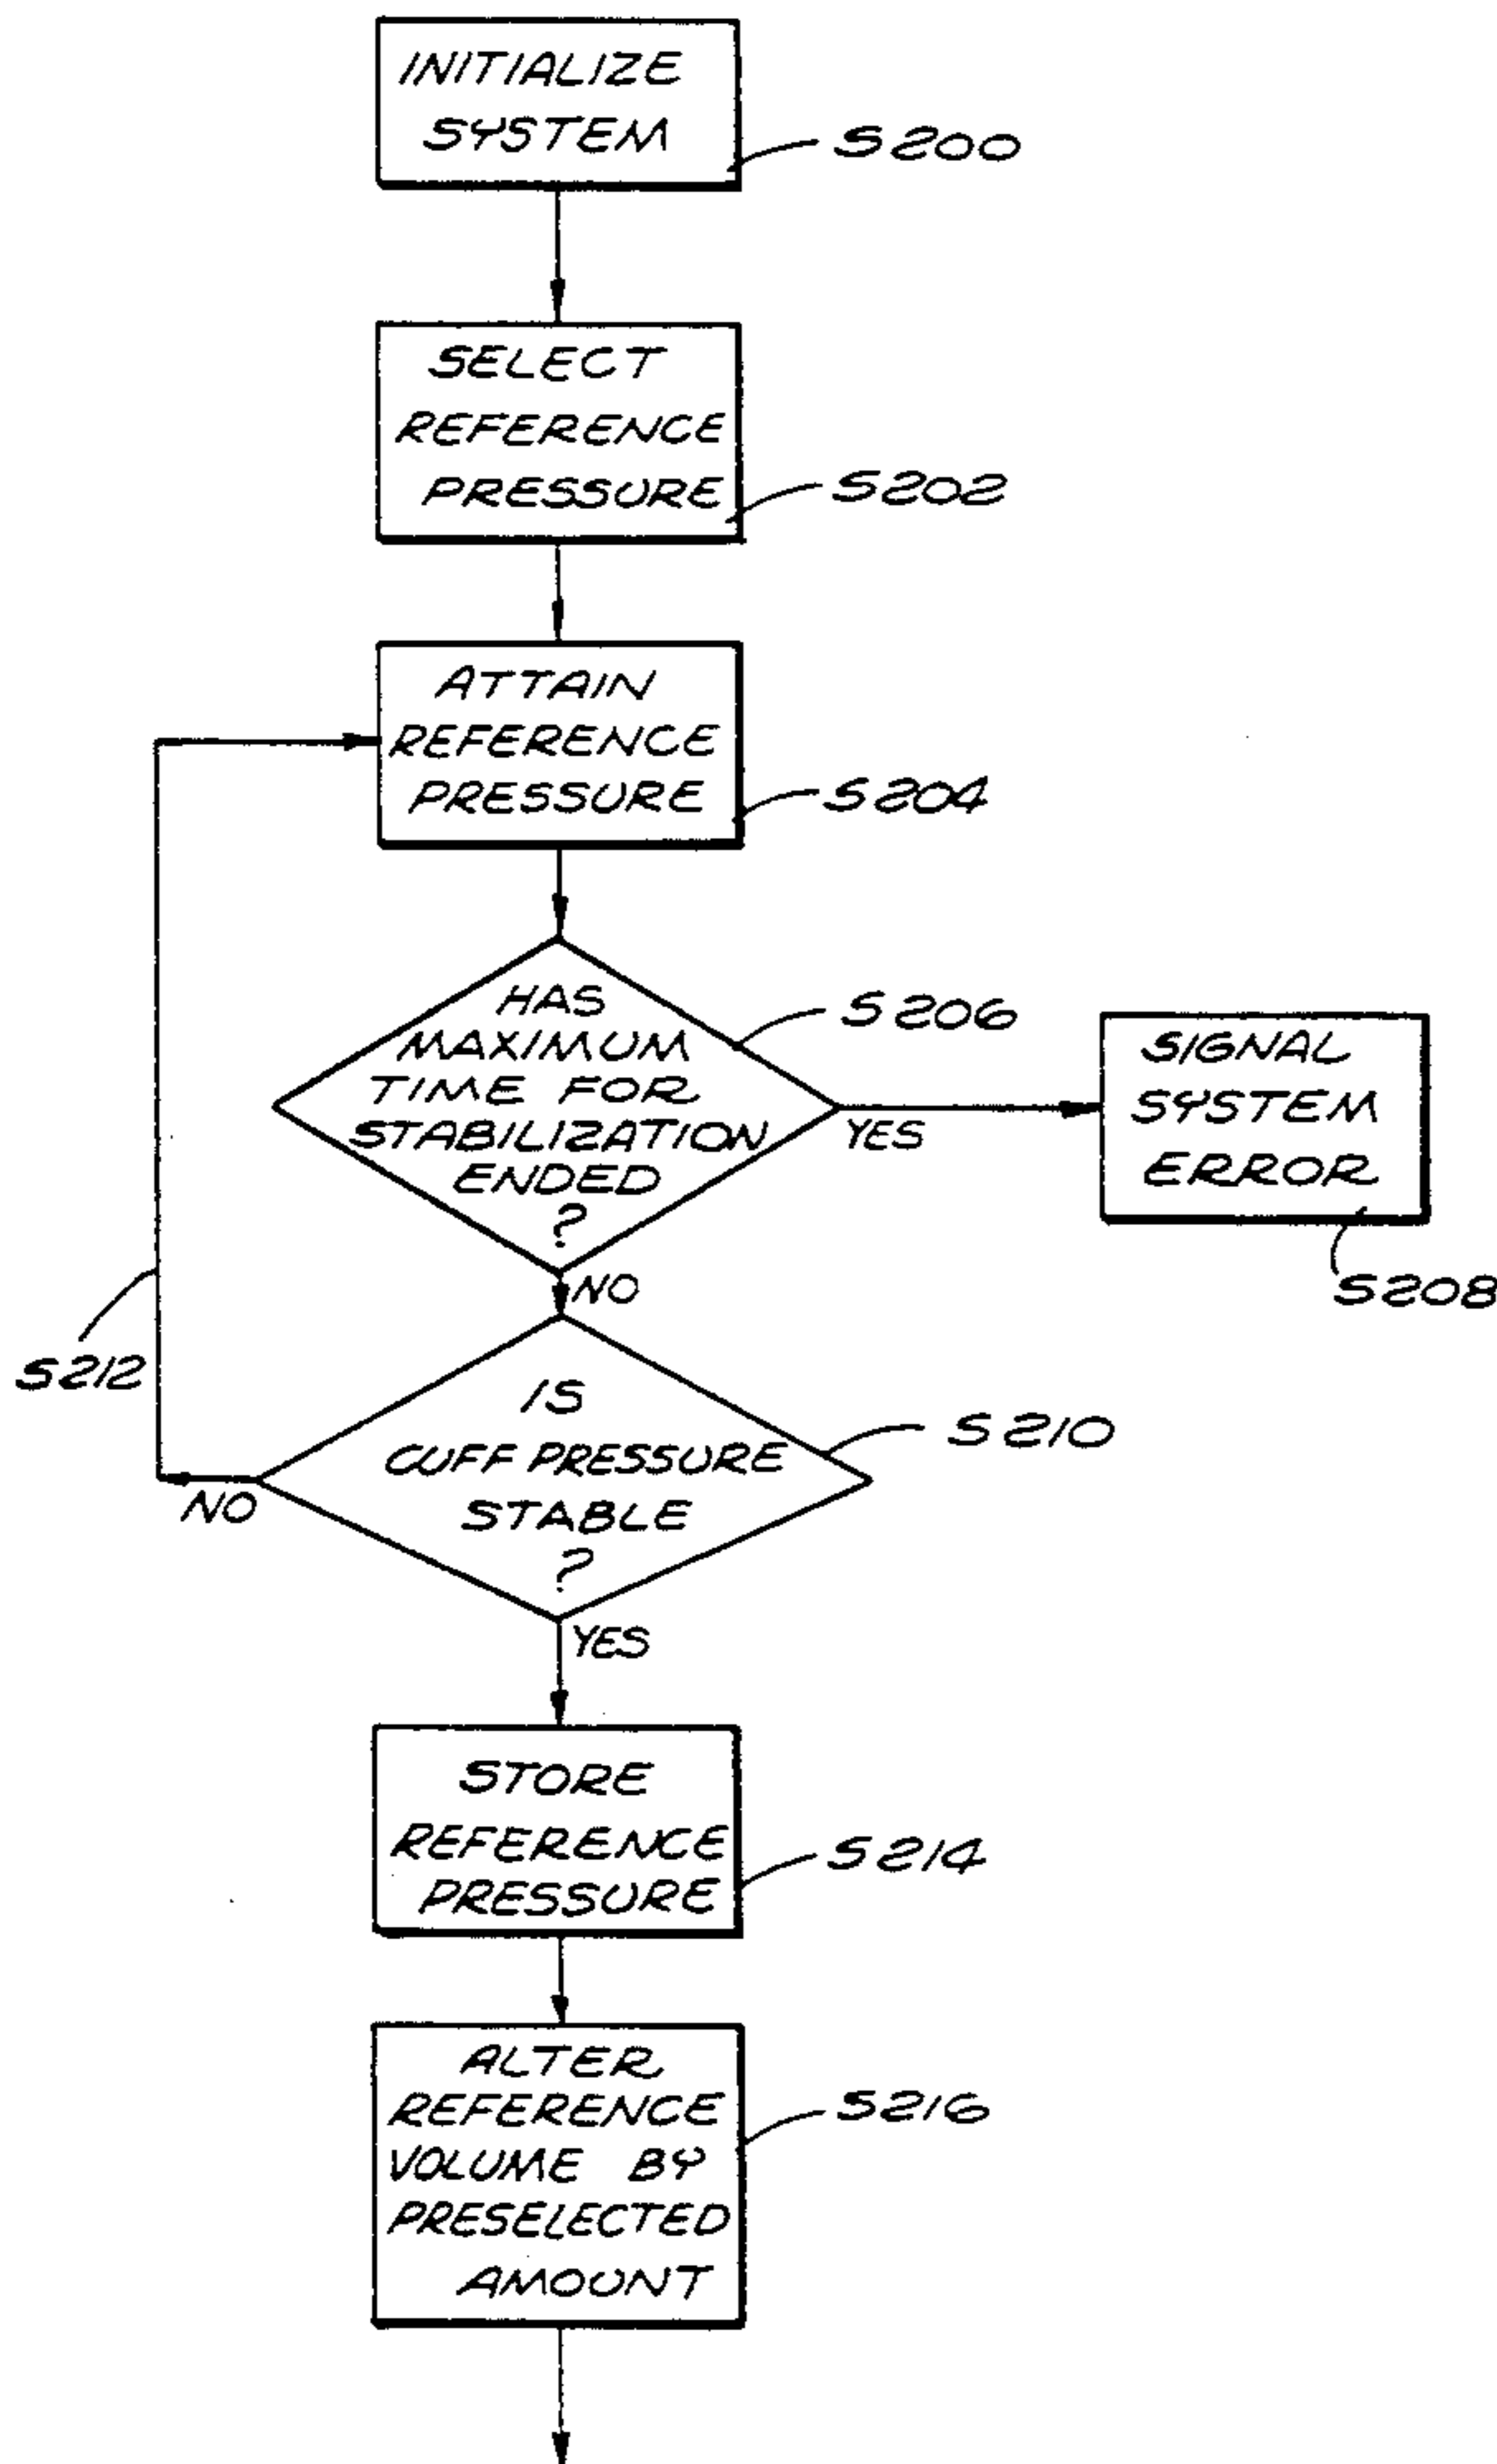 INITIALIZE
SYSTEM
S200
SELECT
REFERENCE
PRESSURE
S202
ATTAIN
REFERENCE
PRESSURE
S204
HAS
MAXIMUM
TIME FOR
STABILIZATION
ENDED
?
S206
YES
SIGNAL
SYSTEM
ERROR
S208
NO
S212
IS
CUFF PRESSURE
STABLE
?
S210
NO
YES
STORE
REFERENCE
PRESSURE
S214
ALTER
REFERENCE
VOLUME BY
PRESELECTED
AMOUNT
S216